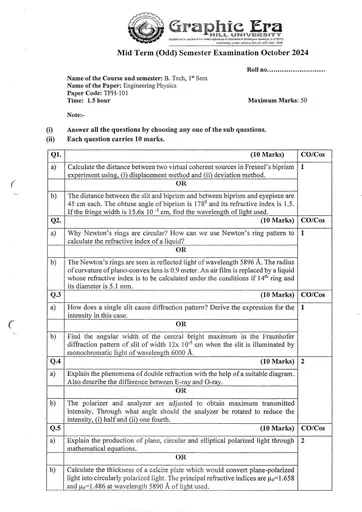 Graphic Era
HILL UNIVERSITY
Mid Term (Odd) Semester Examination October 2024
Roll no...........................
Name of the Course and semester: B. Tech, 1st Sem
Name of the Paper: Engineering Physics
Paper Code: TPH-101
Time: 1.5 hour Maximum Marks: 50
Note:-
(i) Answer all the questions by choosing any one of the sub questions.
(ii) Each question carries 10 marks.
Q1. (10 Marks) CO/Cos
a) Calculate the distance between two virtual coherent sources in Fresnel's biprism 1
experiment using, (i) displacement method and (ii) deviation method.
OR
b) The distance between the slit and biprism and between biprism and eyepiece are
45 cm each. The obtuse angle of biprism is 178⁰ and its refractive index is 1.5.
If the fringe width is 15.6x 10⁻³ cm, find the wavelength of light used.
Q2. (10 Marks) CO/Cos
a) Why Newton's rings are circular? How can we use Newton's ring pattern to 1
calculate the refractive index of a liquid?
OR
b) The Newton's rings are seen in reflected light of wavelength 5896 Å. The radius
of curvature of plano-convex lens is 0.9 meter. An air film is replaced by a liquid
whose refractive index is to be calculated under the conditions if 14th ring and
its diameter is 5.1 mm.
Q.3 (10 Marks) CO/Cos
a) How does a single slit cause diffraction pattern? Derive the expression for the 1
intensity in this case.
OR
b) Find the angular width of the central bright maximum in the Fraunhofer
diffraction pattern of slit of width 12x 10⁻⁵ cm when the slit is illuminated by
monochromatic light of wavelength 6000 Å.
Q.4 (10 Marks) 2
a) Explain the phenomena of double refraction with the help of a suitable diagram.
Also describe the difference between E-ray and O-ray.
OR
b) The polarizer and analyzer are adjusted to obtain maximum transmitted
intensity. Through what angle should the analyzer be rotated to reduce the
intensity, (i) half and (ii) one fourth.
Q.5 (10 Marks) CO/Cos
a) Explain the production of plane, circular and elliptical polarized light through 2
mathematical equations.
OR
b) Calculate the thickness of a calcite plate which would convert plane-polarized
light into circularly polarized light. The principal refractive indices are μ₀=1.658
and μₑ=1.486 at wavelength 5890 Å of light used.